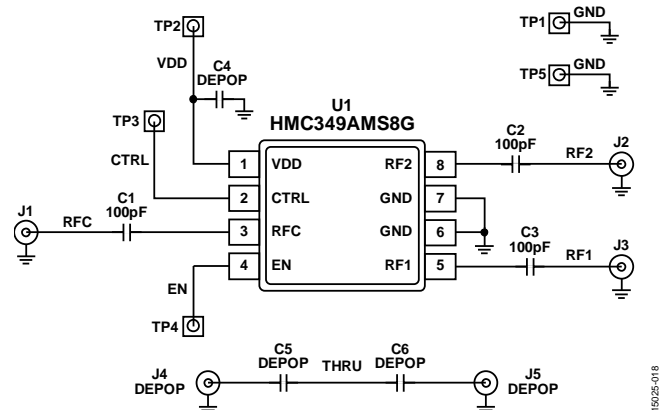 TP2
VDD
C4
DEPOP
TP1
GND
TP5
GND
U1
HMC349AMS8G
TP3
CTRL
C2
100pF
RF2
J2
1 VDD RF2 8
2 CTRL GND 7
3 RFC GND 6
4 EN RF1 5
J1
RFC
C1
100pF
C3
100pF
RF1
J3
EN
TP4
J4
DEPOP
C5
DEPOP
THRU
C6
DEPOP
J5
DEPOP
15025-018